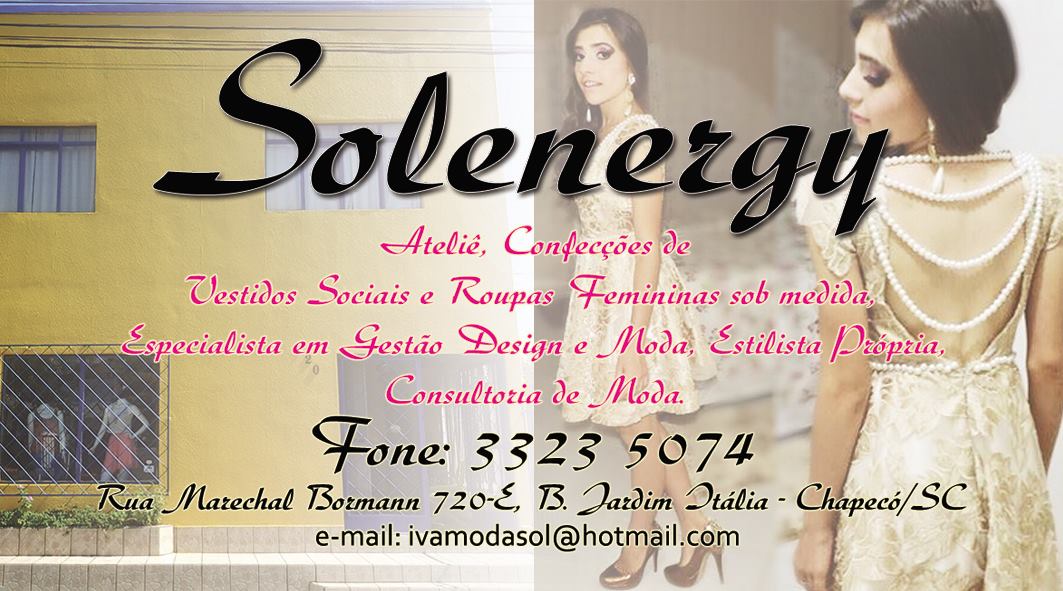 Solenergy
Ateliê, Confecções de
Vestidos Sociais e Roupas Femininas sob medida,
Especialista em Gestão Design e Moda, Estilista Própria,
Consultoria de Moda.
Fone: 3323 5074
Rua Marechal Bormann 720-E, B. Jardim Itália - Chapecó/SC
e-mail: ivamodasol@hotmail.com